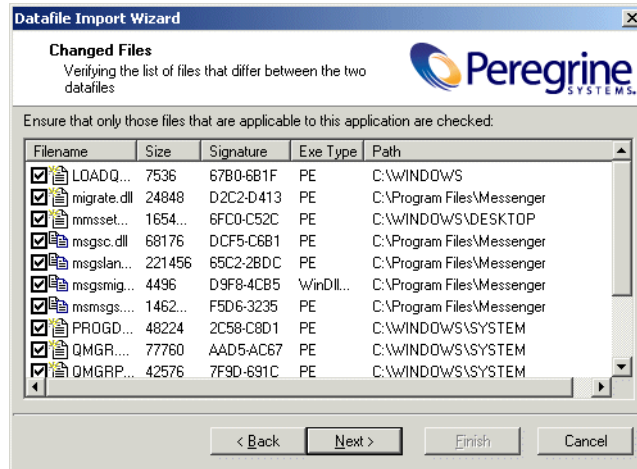 Datafile Import Wizard
Changed Files
Verifying the list of files that differ between the two
datafiles
Peregrine
SYSTEMS.
Ensure that only those files that are applicable to this application are checked:
Filename Size Signature Exe Type Path
LOADQ... 7536 67B0-6B1F PE C:\WINDOWS
migrate.dll 24848 D2C2-D413 PE C:\Program Files\Messenger
mmsset... 1654... 6FC0-C52C PE C:\WINDOWS\DESKTOP
msgsc.dll 68176 DCF5-C6B1 PE C:\Program Files\Messenger
msgslan... 221456 65C2-2BDC PE C:\Program Files\Messenger
msgsmig... 4496 D9F8-4CB5 WinDll... C:\Program Files\Messenger
msmsgs.... 1462... F5D6-3235 PE C:\Program Files\Messenger
PROGD... 48224 2C58-C8D1 PE C:\WINDOWS\SYSTEM
QMGR.... 77760 AAD5-AC67 PE C:\WINDOWS\SYSTEM
QMGRP... 42576 7F9D-691C PE C:\WINDOWS\SYSTEM
< Back Next > Finish Cancel